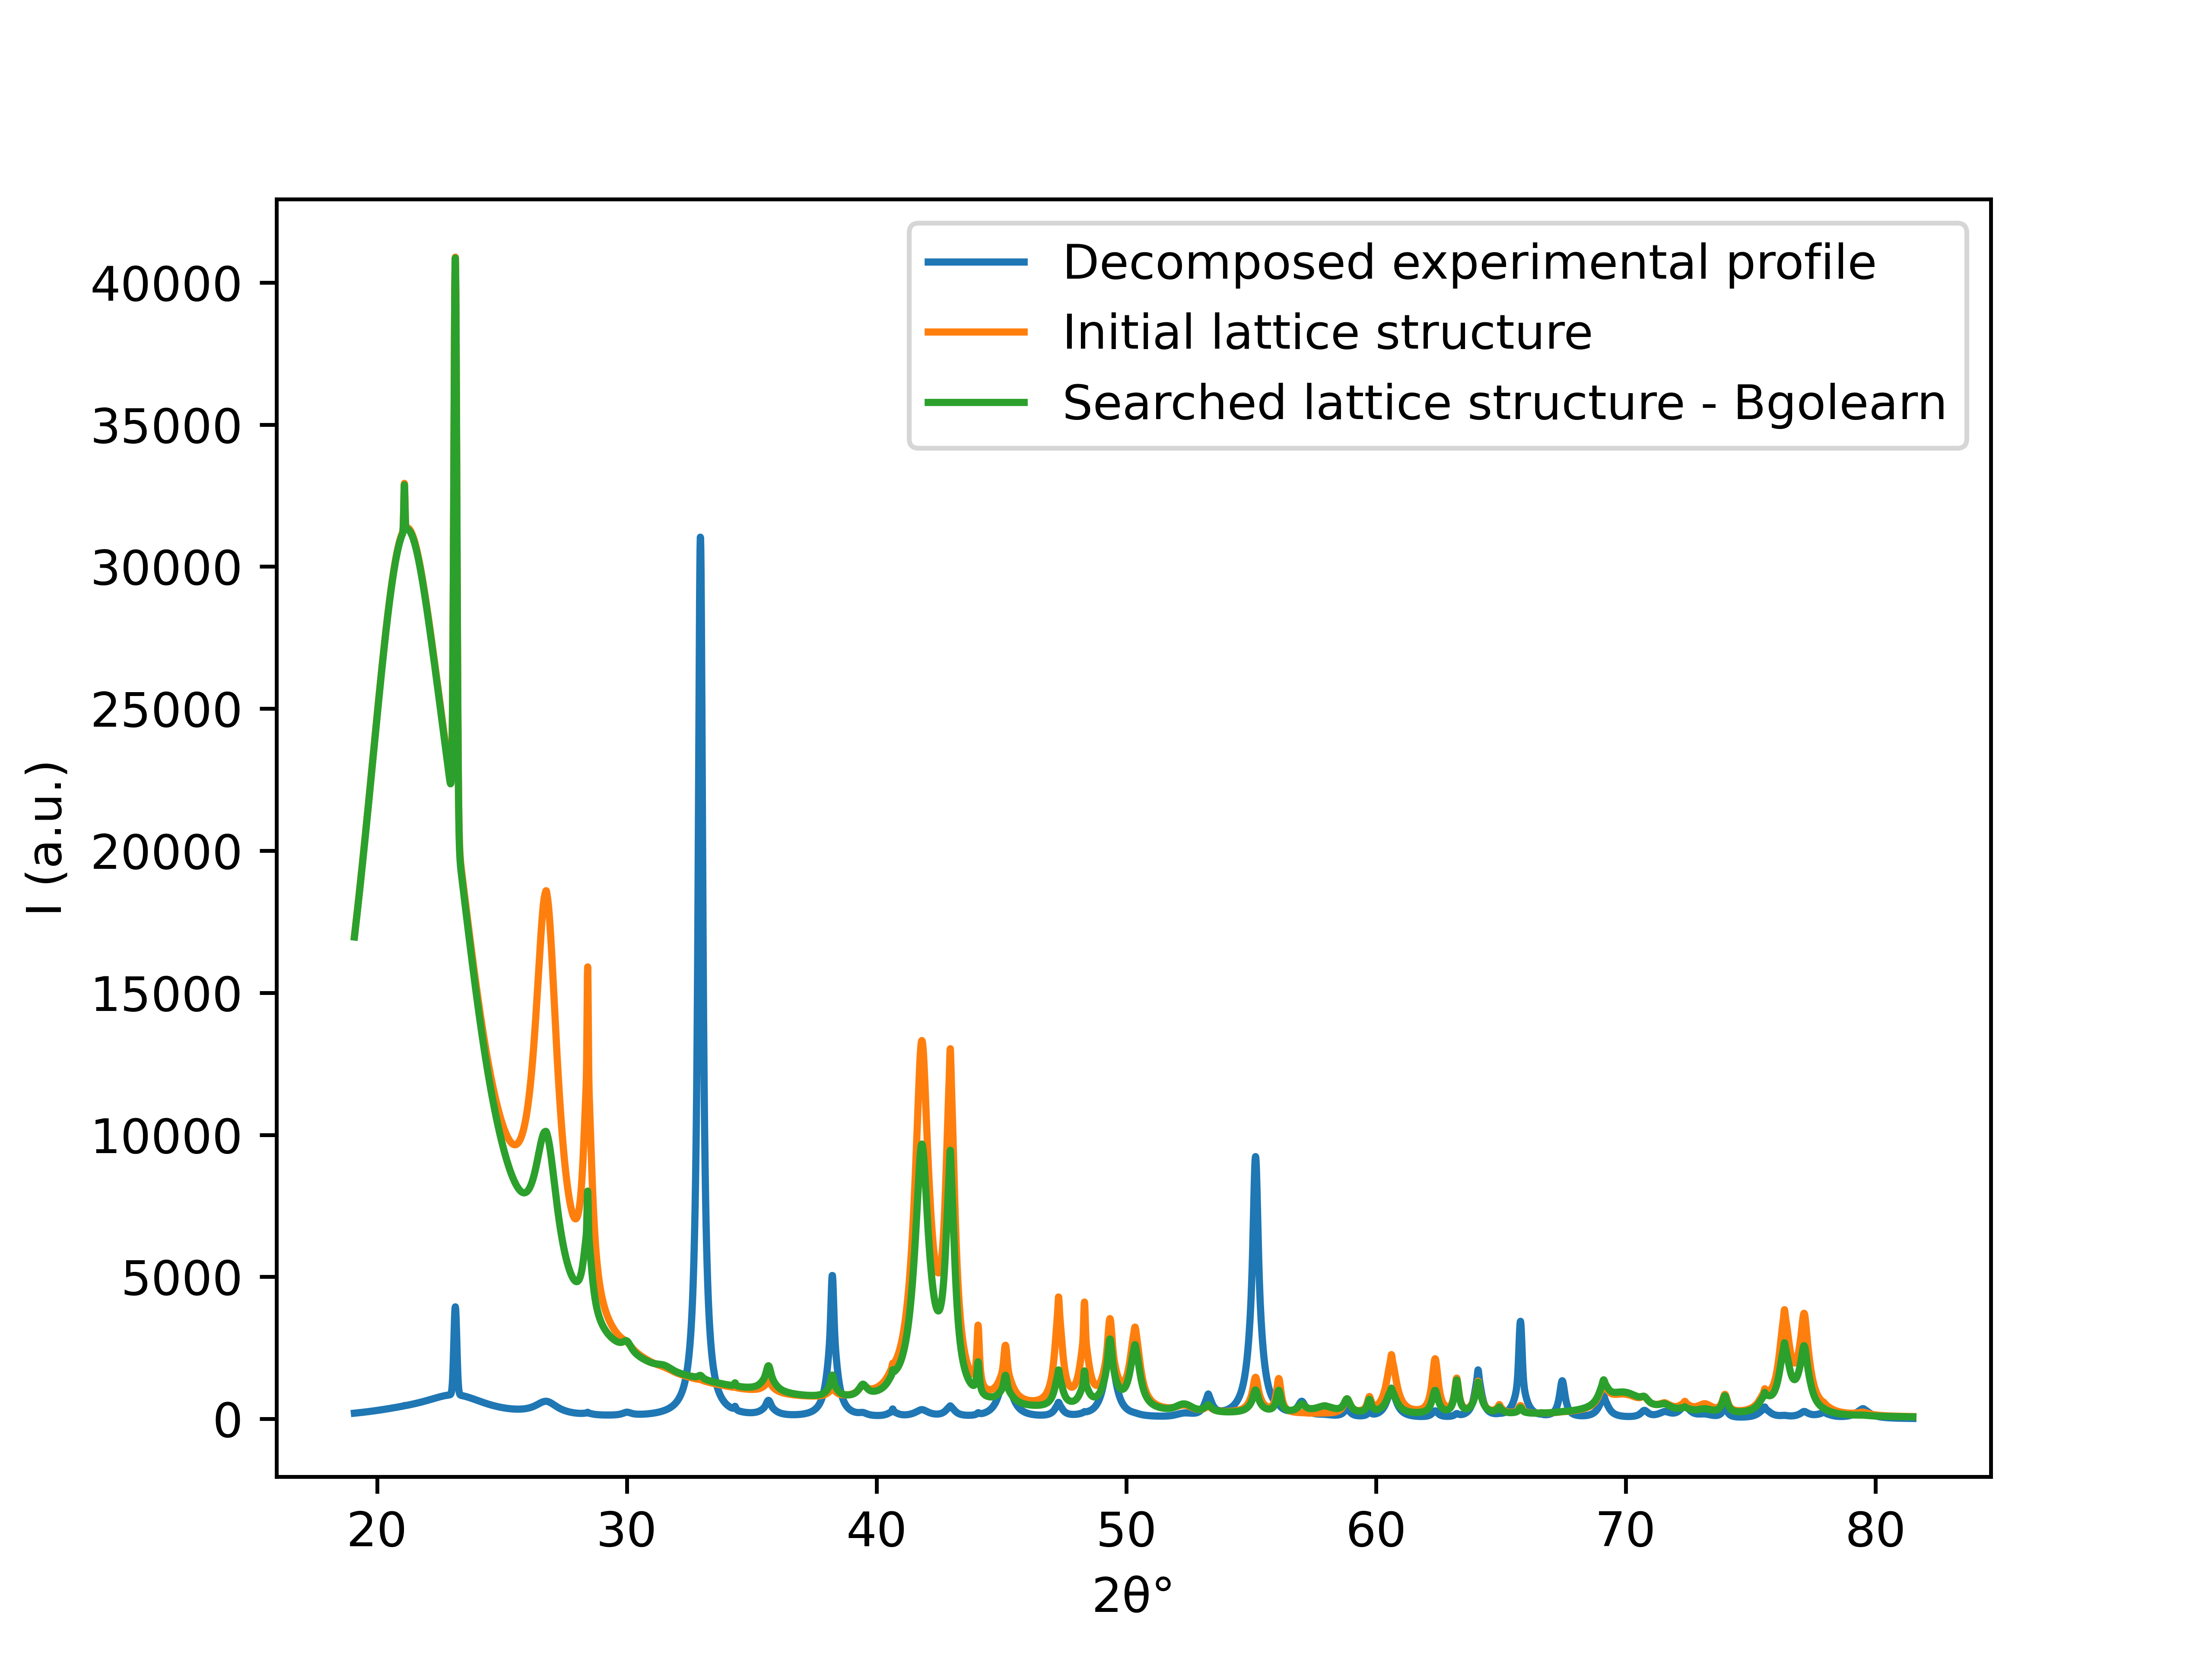 Decomposed experimental profile
Initial lattice structure
Searched lattice structure - Bgolearn
40000
35000
30000
25000
20000
15000
10000
5000
0
I (a.u.)
20 30 40 50 60 70 80
2θ°